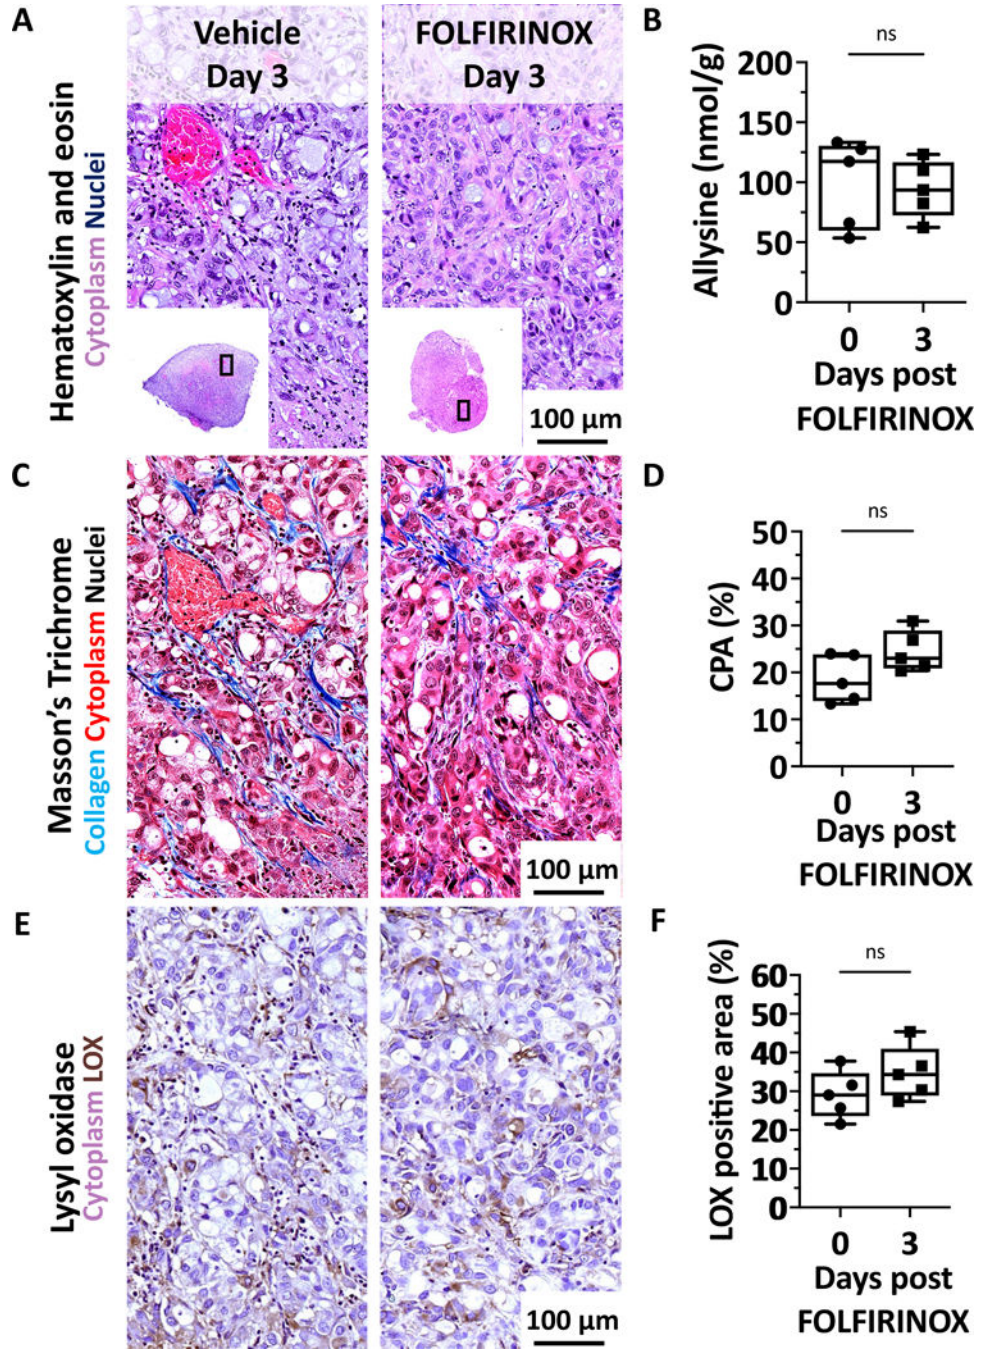 A
Hematoxylin and eosin
Cytoplasm Nuclei
Vehicle
Day 3
FOLFIRINOX
Day 3
100 µm
B
ns
Allysine (nmol/g)
200
150
100
50
0
0 3
Days post
FOLFIRINOX
C
Masson's Trichrome
Collagen Cytoplasm Nuclei
100 µm
D
ns
CPA (%)
50
40
30
20
10
0
0 3
Days post
FOLFIRINOX
E
Lysyl oxidase
Cytoplasm LOX
100 µm
F
ns
LOX positive area (%)
60
50
40
30
20
10
0
0 3
Days post
FOLFIRINOX